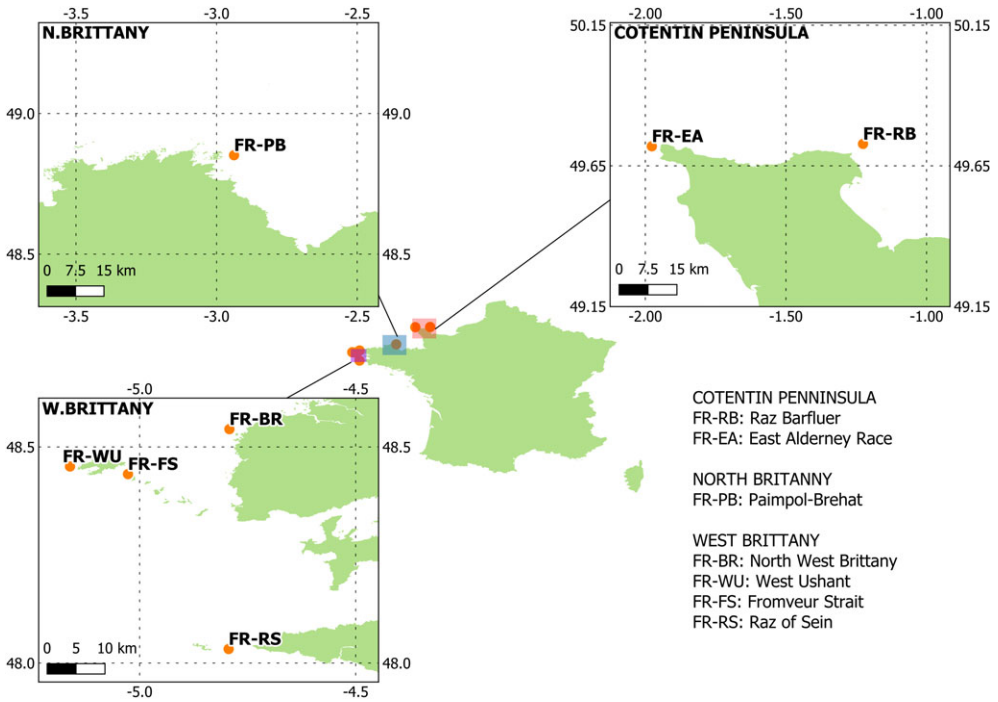 -3.5 -3.0 -2.5
N.BRITTANY
49.0 49.0
FR-PB
48.5 48.5
0 7.5 15 km
-3.5 -3.0 -2.5
-2.0 -1.50 -1.00
50.15 50.15
COTENTIN PENINSULA
FR-EA FR-RB
49.65 49.65
0 7.5 15 km
49.15 49.15
-2.0 -1.50 -1.00
-5.0 -4.5
W.BRITTANY
FR-BR
48.5 48.5
FR-WU FR-FS
FR-RS
0 5 10 km
48.0 48.0
-5.0 -4.5
COTENTIN PENNINSULA
FR-RB: Raz Barfluer
FR-EA: East Alderney Race
NORTH BRITANNY
FR-PB: Paimpol-Brehat
WEST BRITTANY
FR-BR: North West Brittany
FR-WU: West Ushant
FR-FS: Fromveur Strait
FR-RS: Raz of Sein